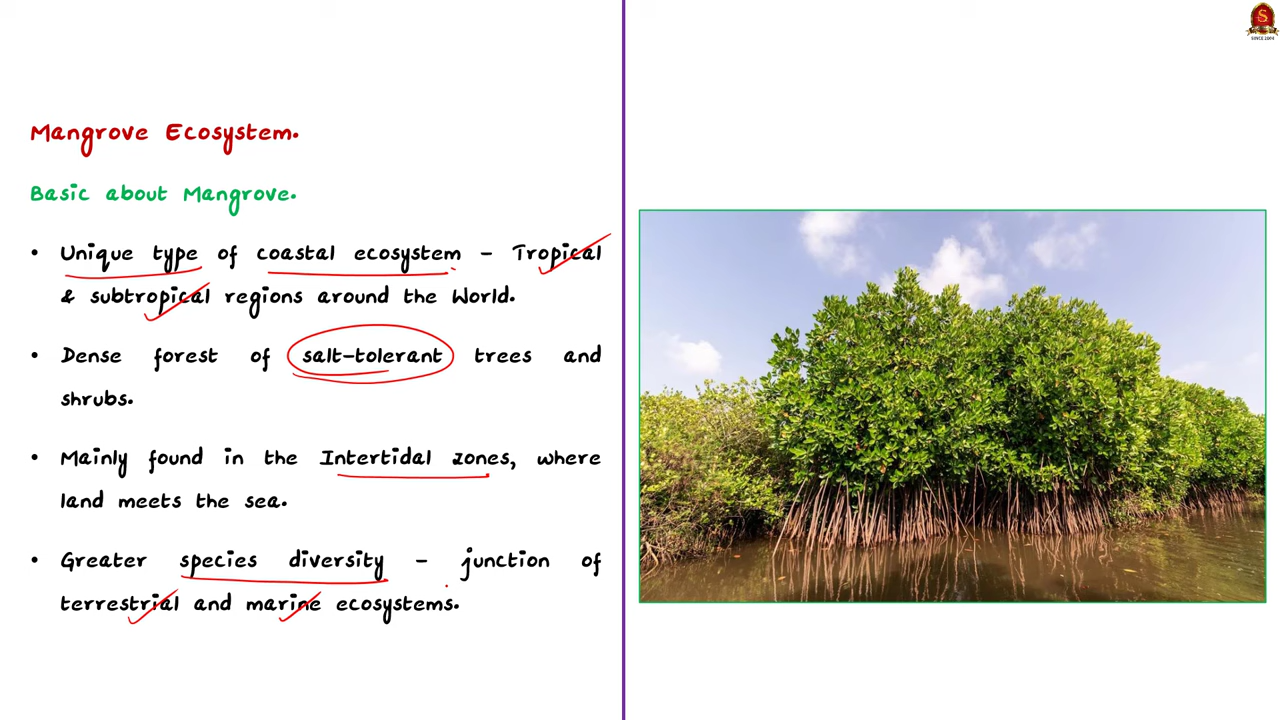 Mangrove Ecosystem.
Basic about Mangrove.
• Unique type of coastal ecosystem – Tropical
& subtropical regions around the World.
• Dense forest of salt-tolerant trees and
shrubs.
• Mainly found in the Intertidal zones, where
land meets the sea.
• Greater species diversity – junction of
terrestrial and marine ecosystems.
S
SINCE 2004